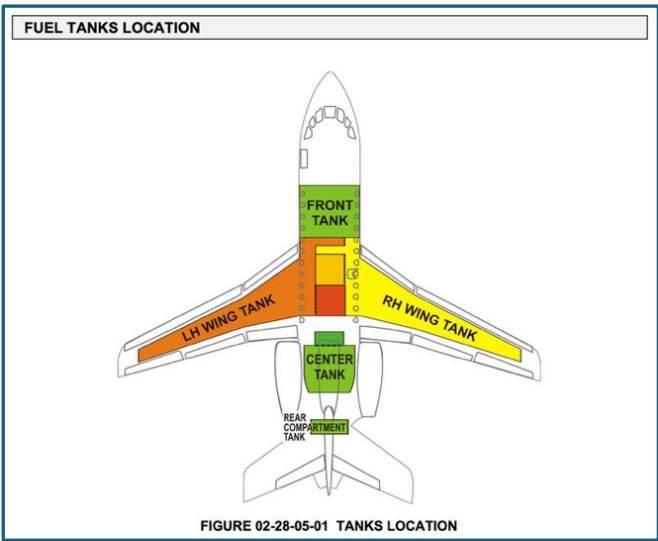 FUEL TANKS LOCATION
FRONT
TANK
LH WING TANK
RH WING TANK
CENTER
TANK
REAR
COMPARTMENT
TANK
FIGURE 02-28-05-01 TANKS LOCATION